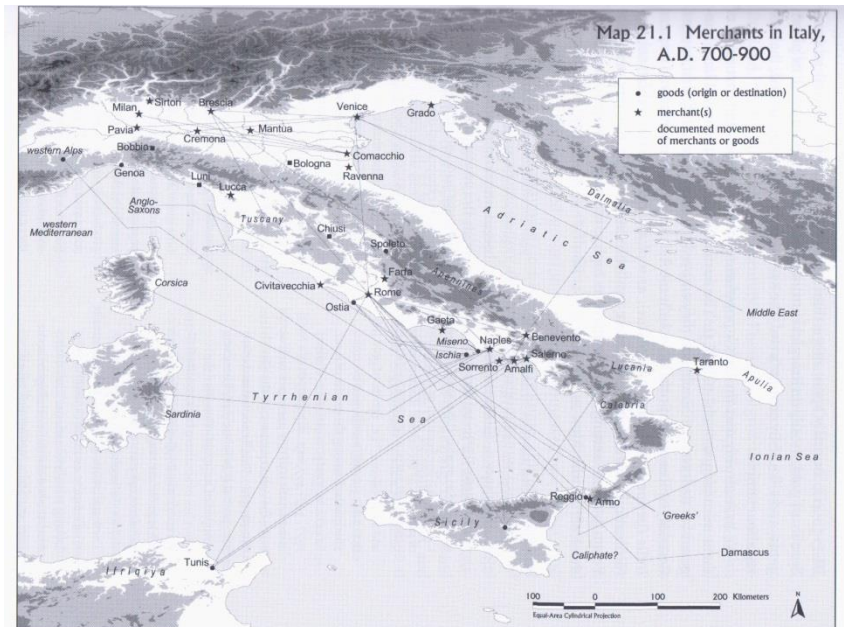 Map 21.1 Merchants in Italy,
A.D. 700-900
goods (origin or destination)
merchant(s)
documented movement
of merchants or goods
Sirtori
Brescia
Milan
Venice
Grado
Pavia
Cremona
Mantua
western Alps
Bobbia
Comacchio
Genoa
Bologna
Ravenna
Luni
Lucca
Anglo-
Saxons
Dalmatia
Tuscany
Adriatic
Sea
western
Mediterranean
Chiusi
Spoleto
Corsica
Farfa
Apennines
Civitavecchia
Rome
Ostia
Middle East
Gaeta
Miseno
Naples
Benevento
Ischia
Salerno
Sorrento
Amalfi
Lucania
Taranto
Apulia
Tyrrhenian
Sea
Sardinia
Calabria
Ionian Sea
Reggio
Armo
'Greeks'
Sicily
Caliphate?
Damascus
Tunis
Ifriqiya
100 0 100 200 Kilometers
Equal-Area Cylindrical Projection
N